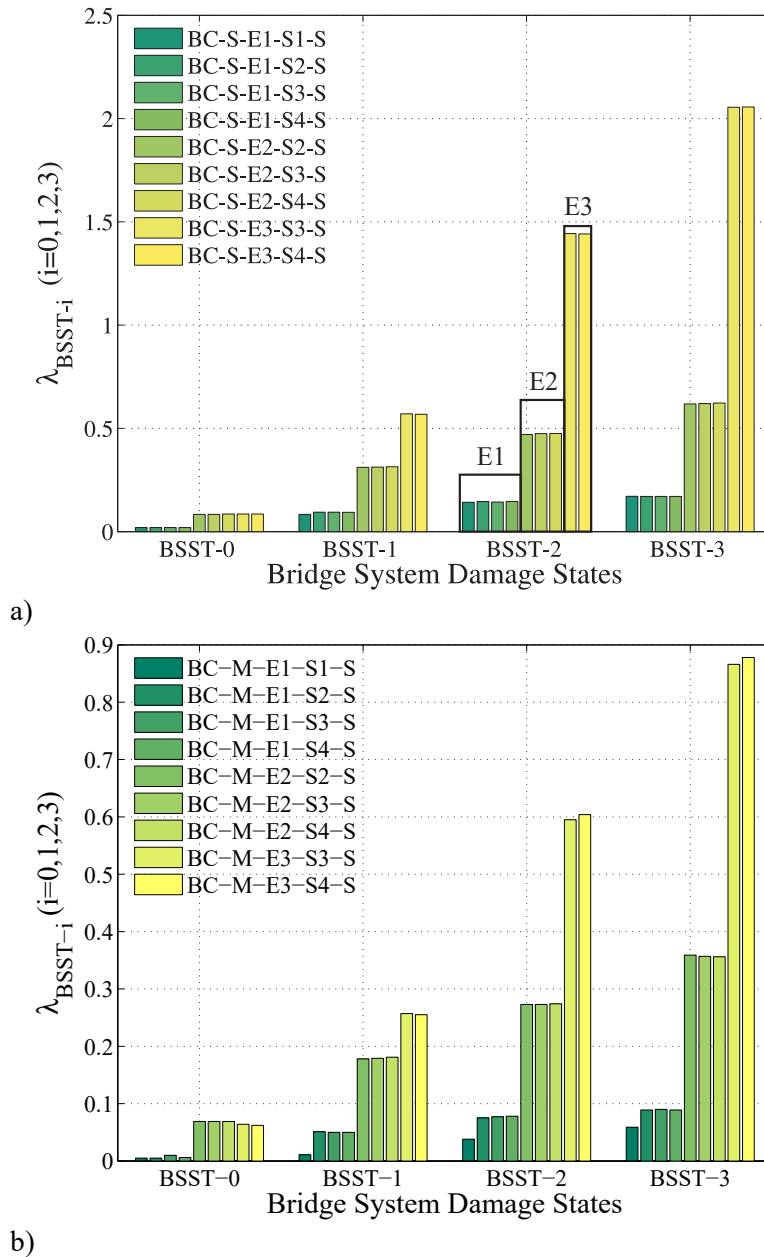 2.5
2
1.5
1
0.5
0
λBSST-i (i=0,1,2,3)
BC-S-E1-S1-S
BC-S-E1-S2-S
BC-S-E1-S3-S
BC-S-E1-S4-S
BC-S-E2-S2-S
BC-S-E2-S3-S
BC-S-E2-S4-S
BC-S-E3-S3-S
BC-S-E3-S4-S
E1
E2
E3
BSST-0 BSST-1 BSST-2 BSST-3
Bridge System Damage States
a)
0.9
0.8
0.7
0.6
0.5
0.4
0.3
0.2
0.1
0
λBSST−i (i=0,1,2,3)
BC−M−E1−S1−S
BC−M−E1−S2−S
BC−M−E1−S3−S
BC−M−E1−S4−S
BC−M−E2−S2−S
BC−M−E2−S3−S
BC−M−E2−S4−S
BC−M−E3−S3−S
BC−M−E3−S4−S
BSST−0 BSST−1 BSST−2 BSST−3
Bridge System Damage States
b)